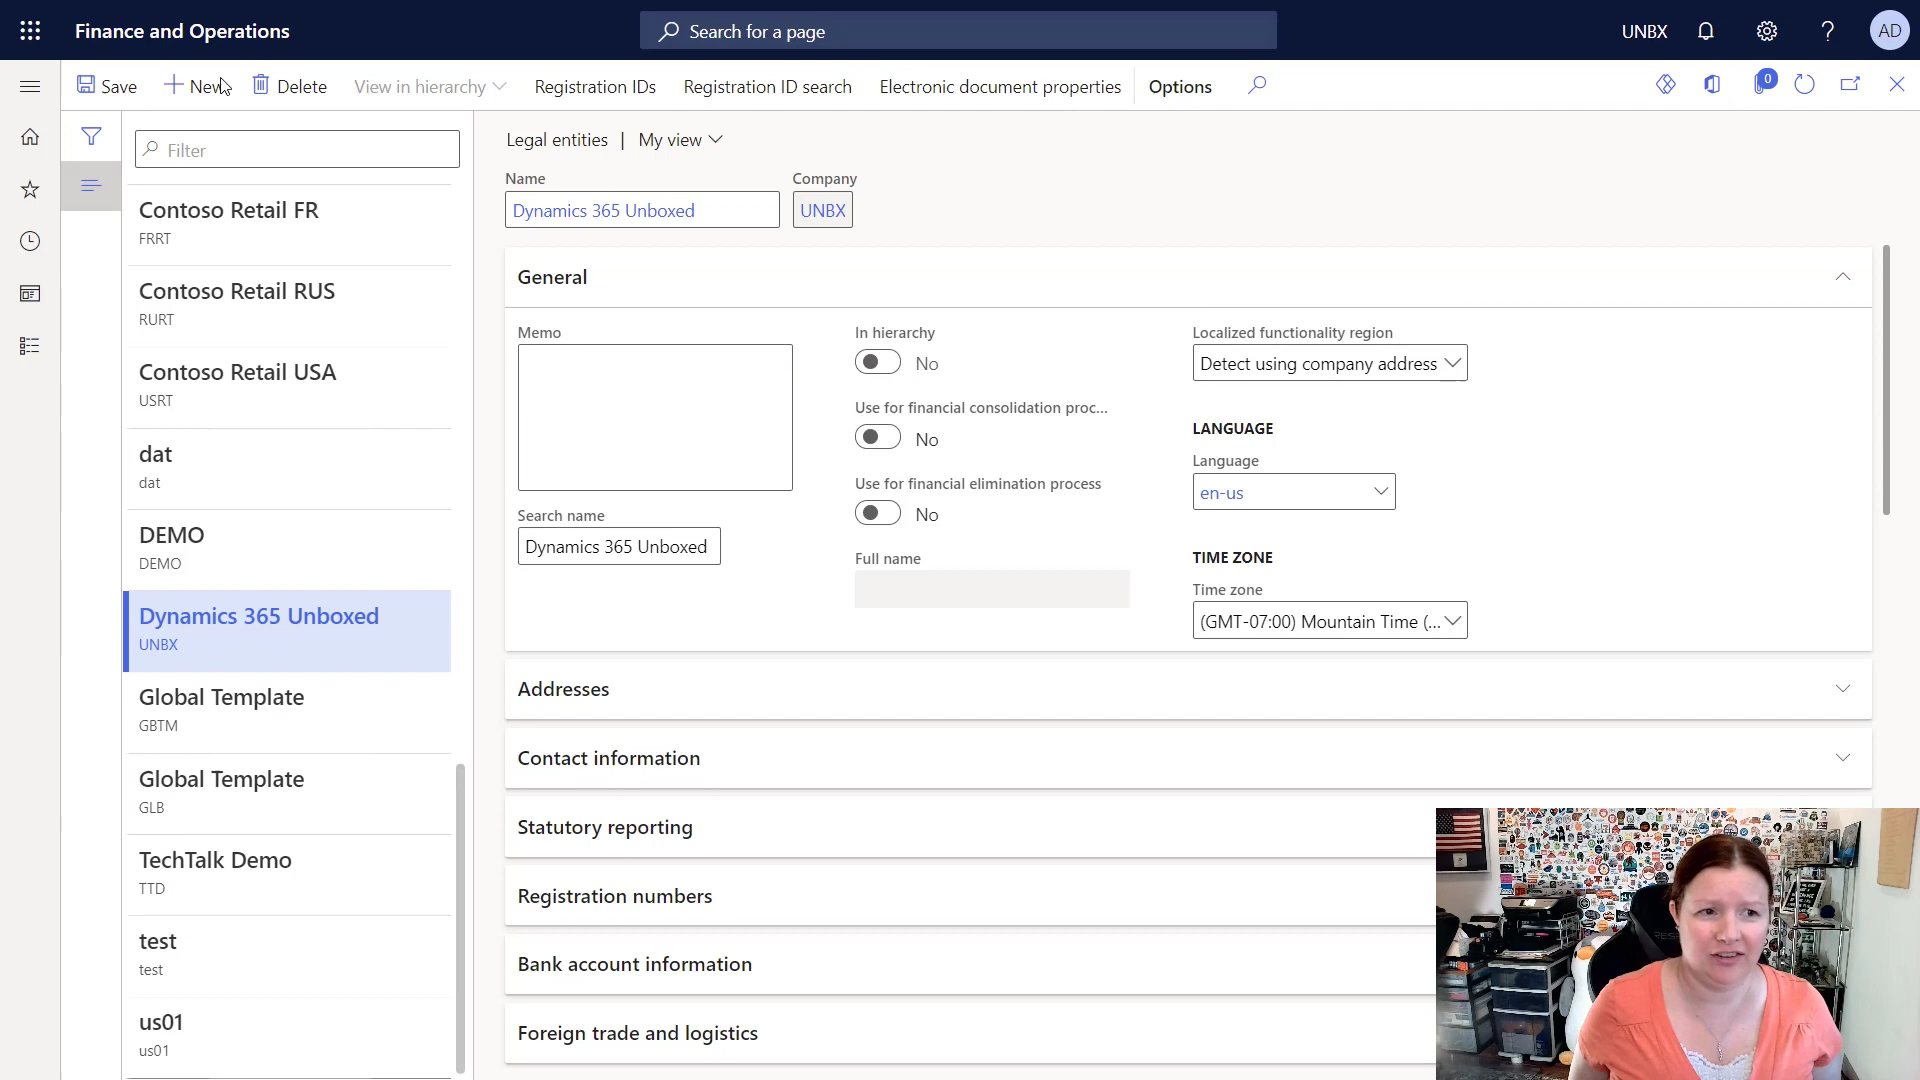 Finance and Operations
Search for a page
UNBX
AD
Save
New
Delete
View in hierarchy
Registration IDs
Registration ID search
Electronic document properties
Options
0
Filter
Contoso Retail FR
FRRT
Contoso Retail RUS
RURT
Contoso Retail USA
USRT
dat
dat
DEMO
DEMO
Dynamics 365 Unboxed
UNBX
Global Template
GBTM
Global Template
GLB
TechTalk Demo
TTD
test
test
us01
us01
Legal entities | My view
Name
Company
Dynamics 365 Unboxed
UNBX
General
Memo
Search name
Dynamics 365 Unboxed
In hierarchy
No
Use for financial consolidation proc...
No
Use for financial elimination process
No
Full name
Localized functionality region
Detect using company address
LANGUAGE
Language
en-us
TIME ZONE
Time zone
(GMT-07:00) Mountain Time (...
Addresses
Contact information
Statutory reporting
Registration numbers
Bank account information
Foreign trade and logistics